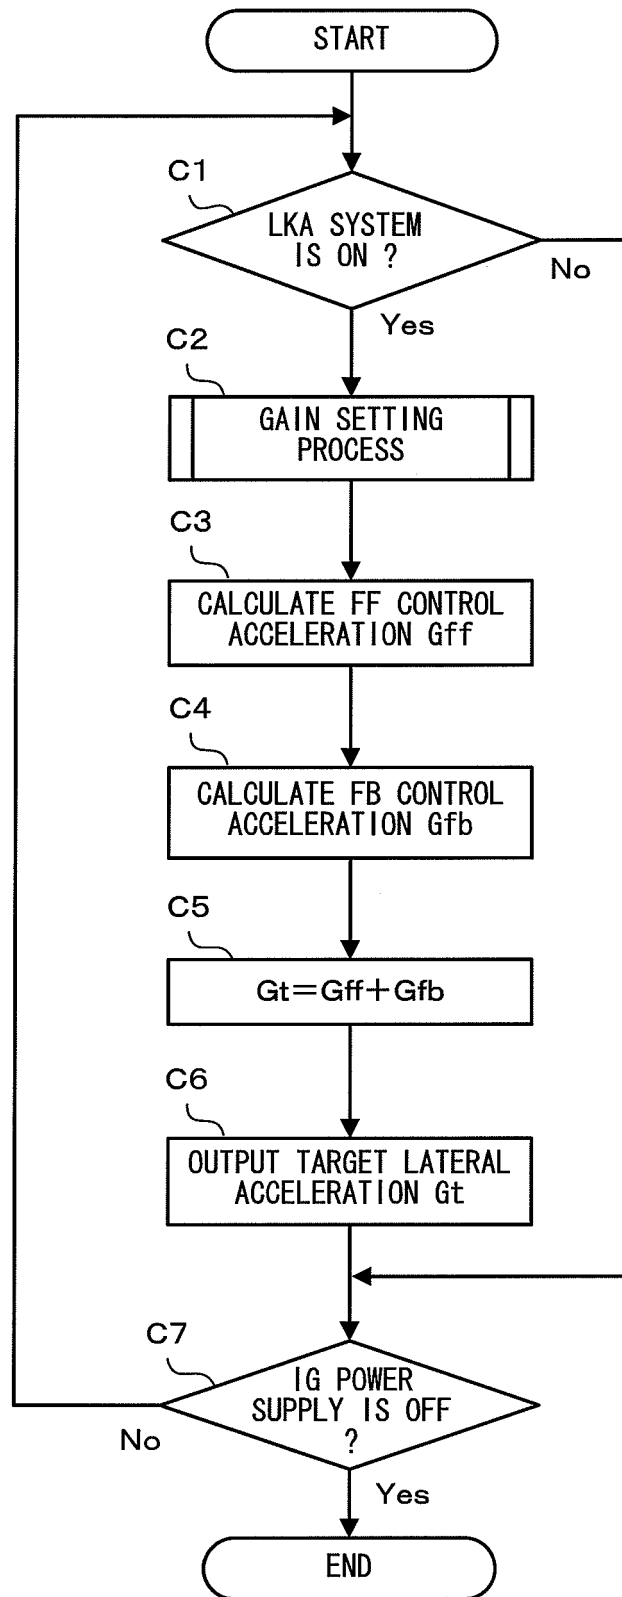 START
C1
LKA SYSTEM
IS ON ?
No
Yes
C2
GAIN SETTING
PROCESS
C3
CALCULATE FF CONTROL
ACCELERATION Gff
C4
CALCULATE FB CONTROL
ACCELERATION Gfb
C5
Gt=Gff+Gfb
C6
OUTPUT TARGET LATERAL
ACCELERATION Gt
C7
IG POWER
SUPPLY IS OFF
?
No
Yes
END